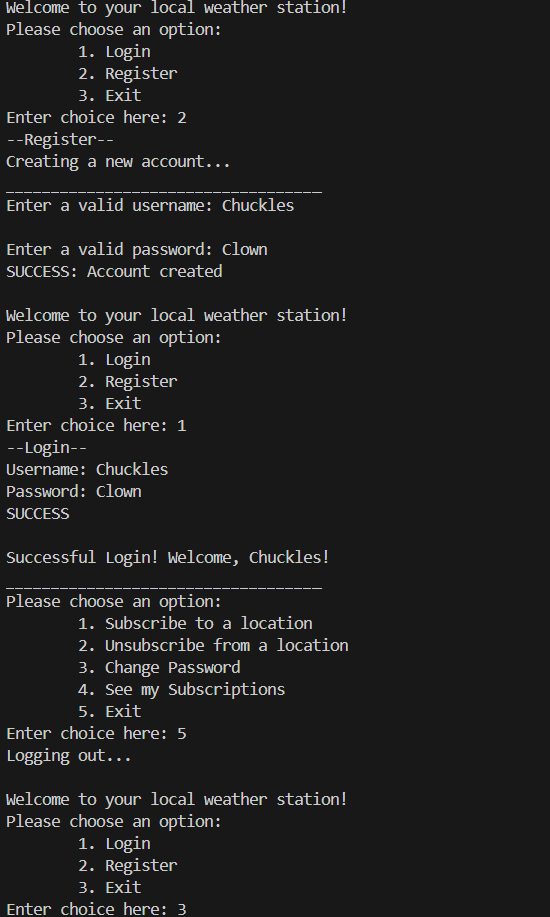 Welcome to your local weather station!
Please choose an option:
1. Login
2. Register
3. Exit
Enter choice here: 2
--Register--
Creating a new account...
___________________________________
Enter a valid username: Chuckles
Enter a valid password: Clown
SUCCESS: Account created
Welcome to your local weather station!
Please choose an option:
1. Login
2. Register
3. Exit
Enter choice here: 1
--Login--
Username: Chuckles
Password: Clown
SUCCESS
Successful Login! Welcome, Chuckles!
___________________________________
Please choose an option:
1. Subscribe to a location
2. Unsubscribe from a location
3. Change Password
4. See my Subscriptions
5. Exit
Enter choice here: 5
Logging out...
Welcome to your local weather station!
Please choose an option:
1. Login
2. Register
3. Exit
Enter choice here: 3